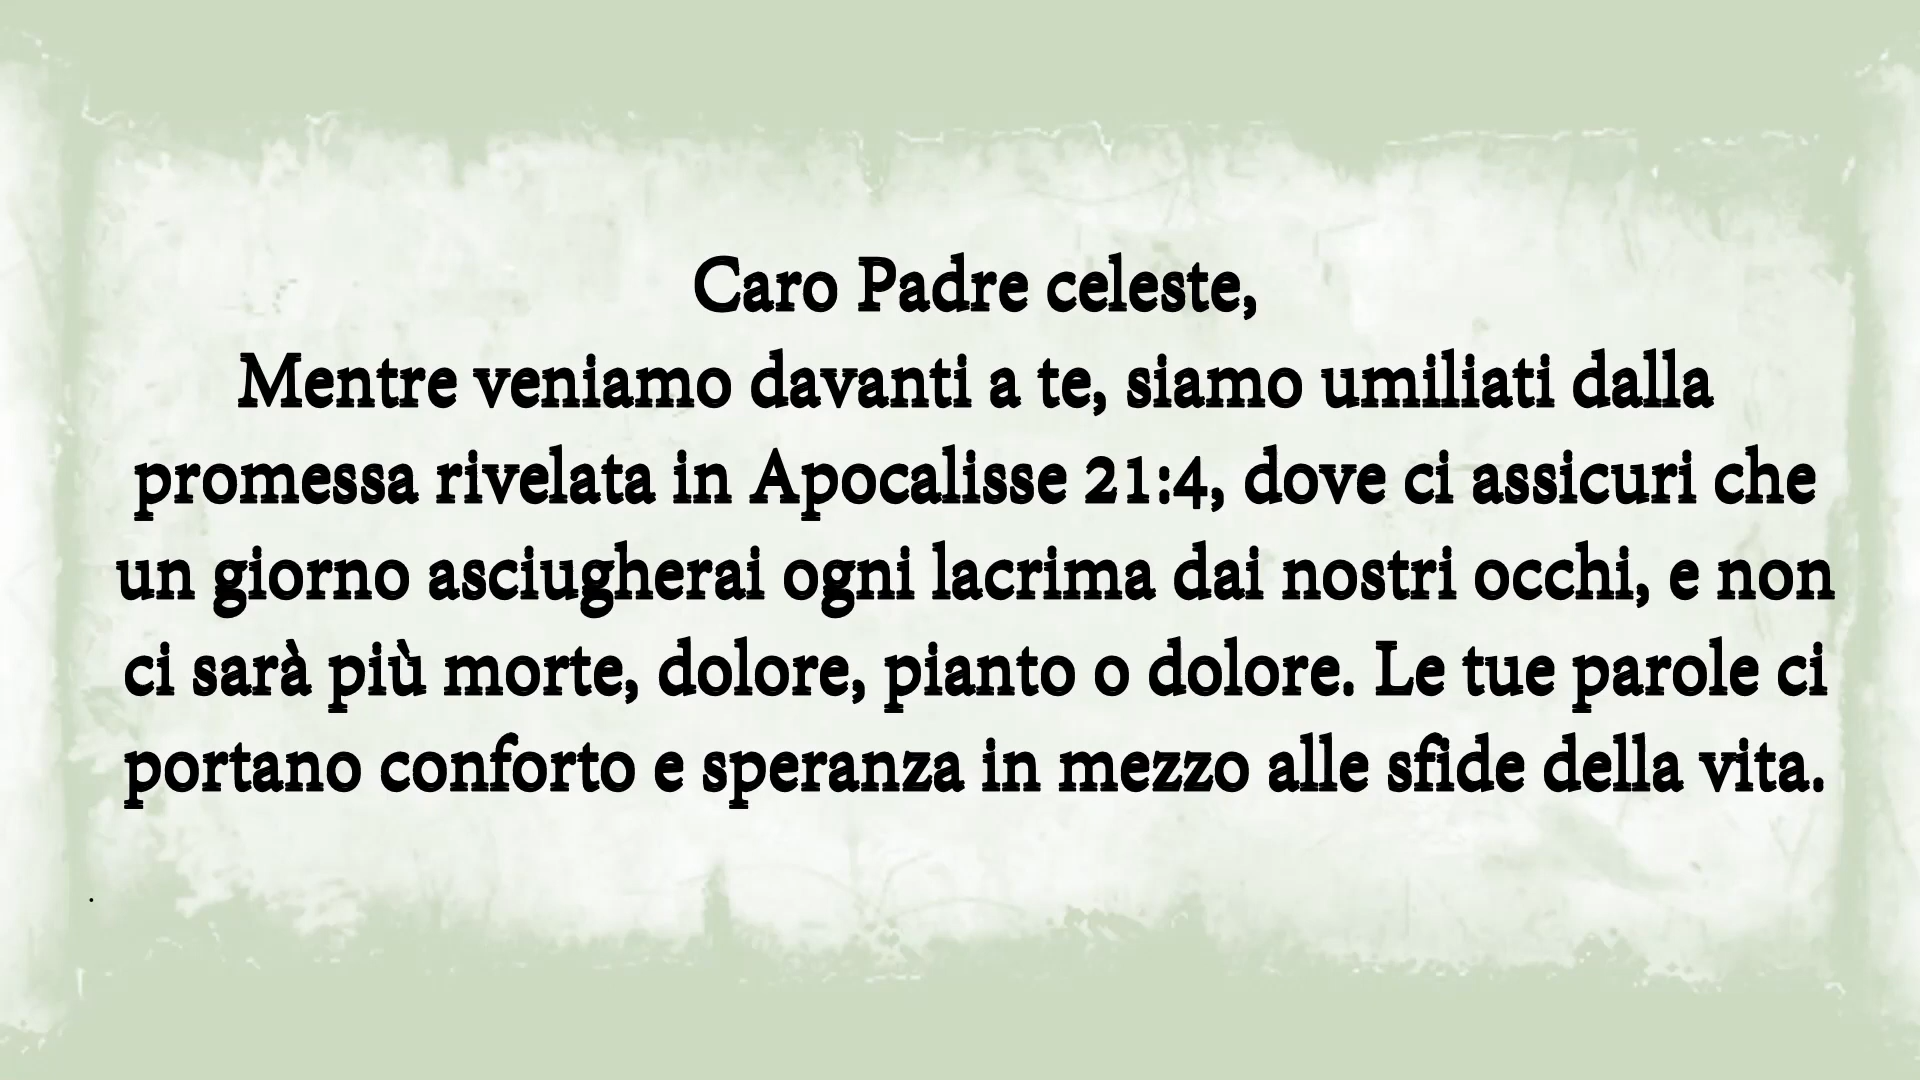 Caro Padre celeste,
Mentre veniamo davanti a te, siamo umiliati dalla
promessa rivelata in Apocalisse 21:4, dove ci assicuri che
un giorno asciugherai ogni lacrima dai nostri occhi, e non
ci sarà più morte, dolore, pianto o dolore. Le tue parole ci
portano conforto e speranza in mezzo alle sfide della vita.
.